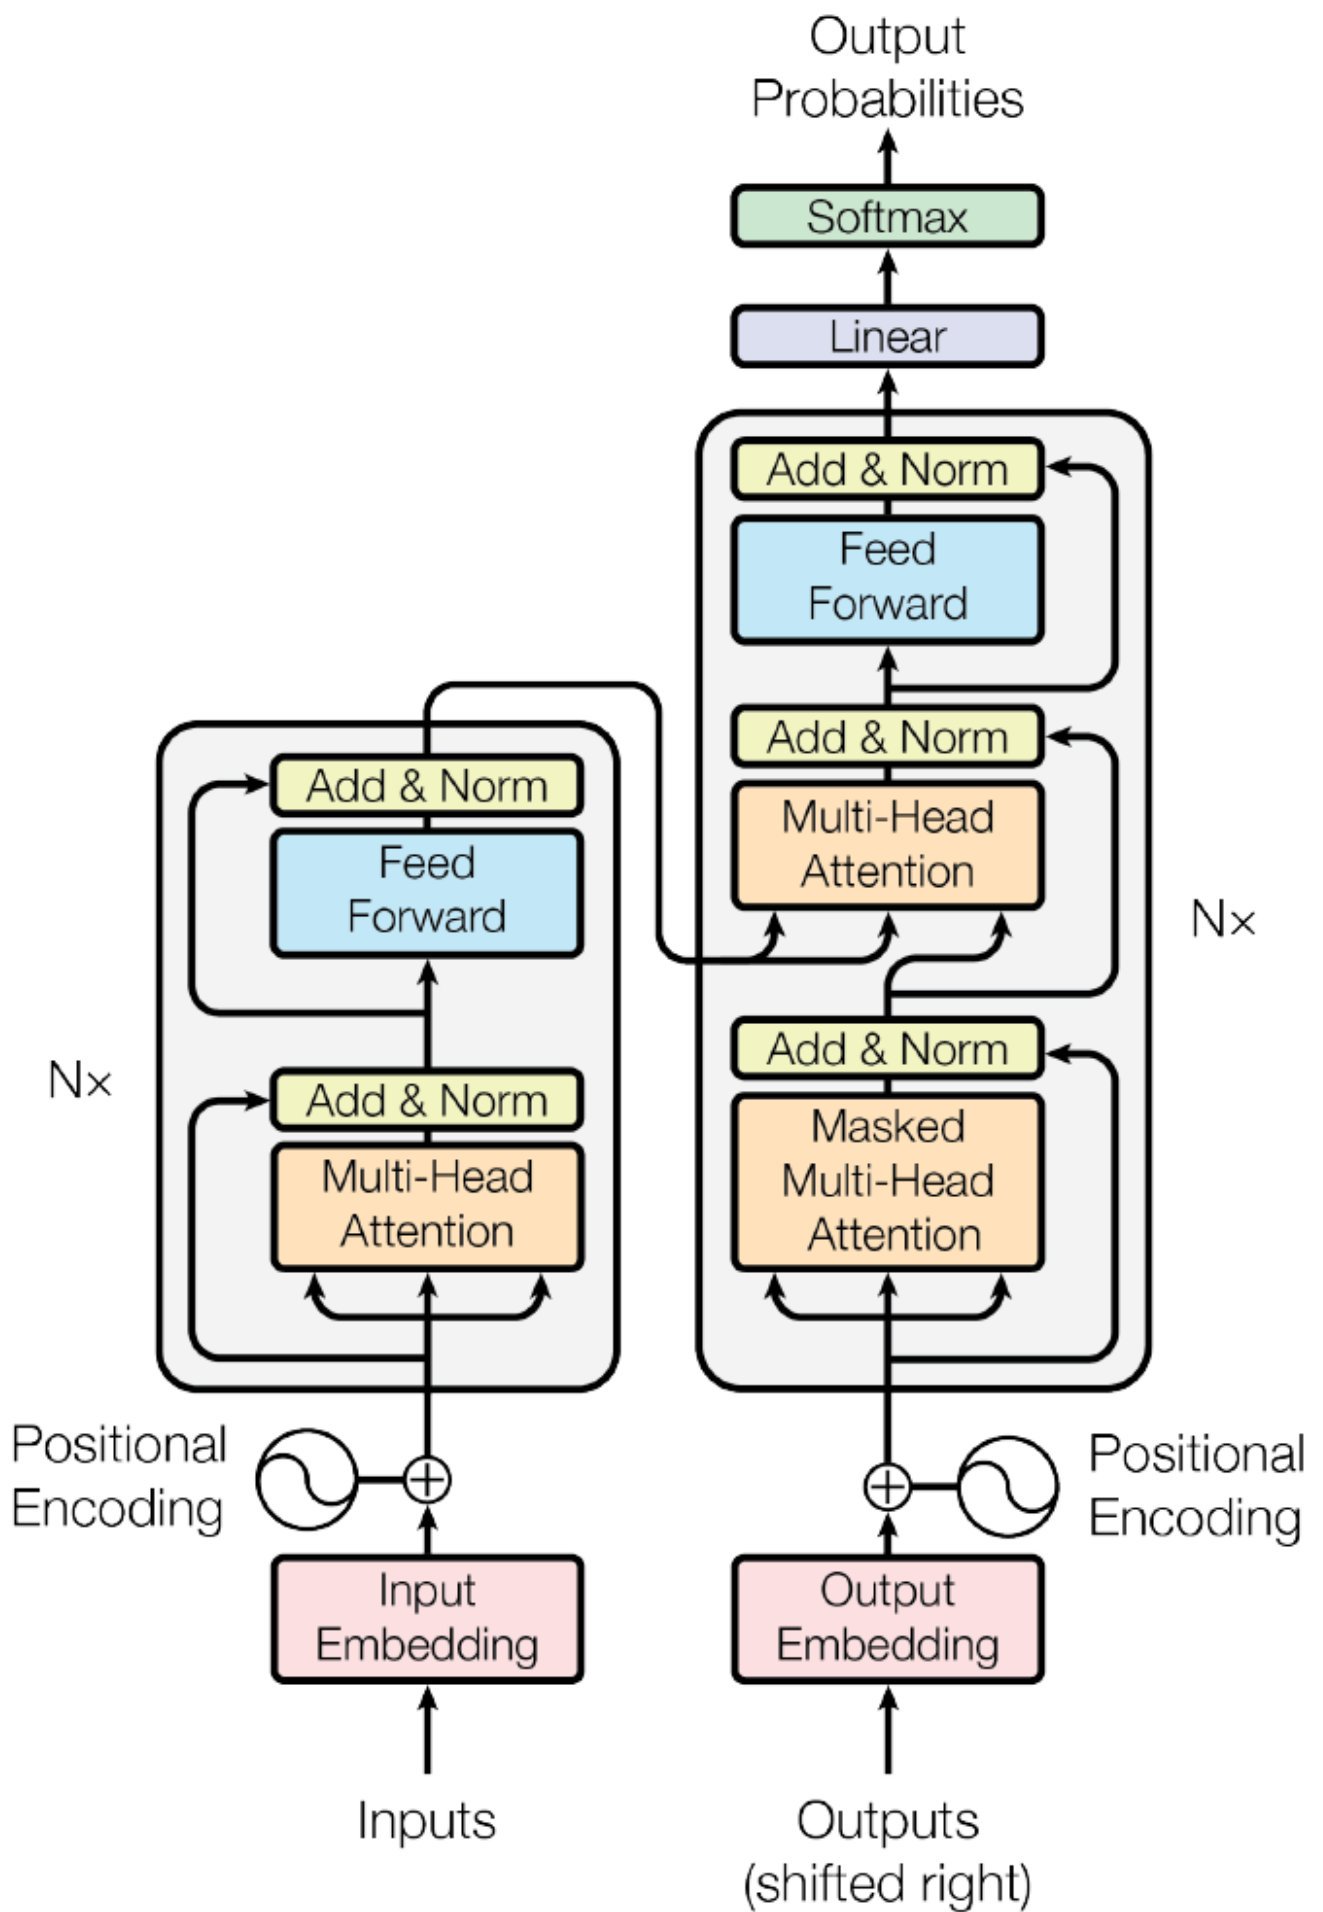 Output
Probabilities
Softmax
Linear
Add & Norm
Feed
Forward
Add & Norm
Multi-Head
Attention
Nx
Add & Norm
Masked
Multi-Head
Attention
Positional
Encoding
Output
Embedding
Outputs
(shifted right)
Add & Norm
Feed
Forward
Nx
Add & Norm
Multi-Head
Attention
Positional
Encoding
Input
Embedding
Inputs